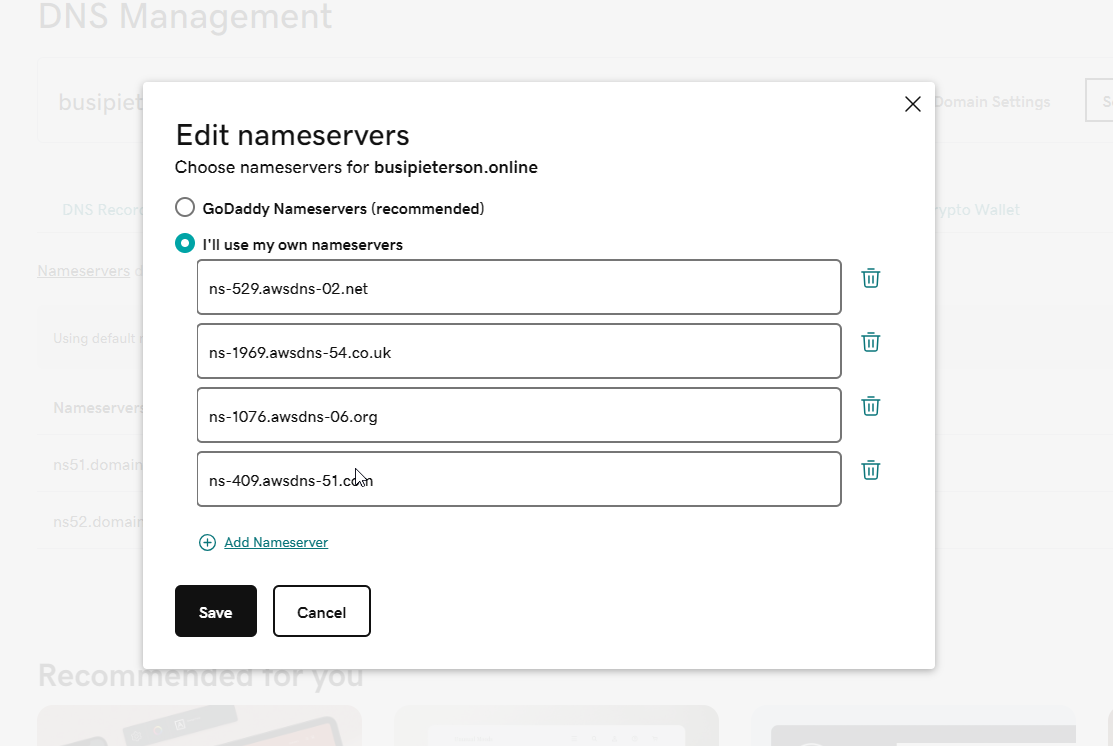 DNS Management
busipiet
Domain Settings
Edit nameservers
Choose nameservers for busipieterson.online
DNS Recor
GoDaddy Nameservers (recommended)
rypto Wallet
I'll use my own nameservers
Nameservers d
ns-529.awsdns-02.net
Using default
ns-1969.awsdns-54.co.uk
Nameservers
ns-1076.awsdns-06.org
ns51.domain
ns-409.awsdns-51.com
ns52.domain
Add Nameserver
Save
Cancel
Recommended for you